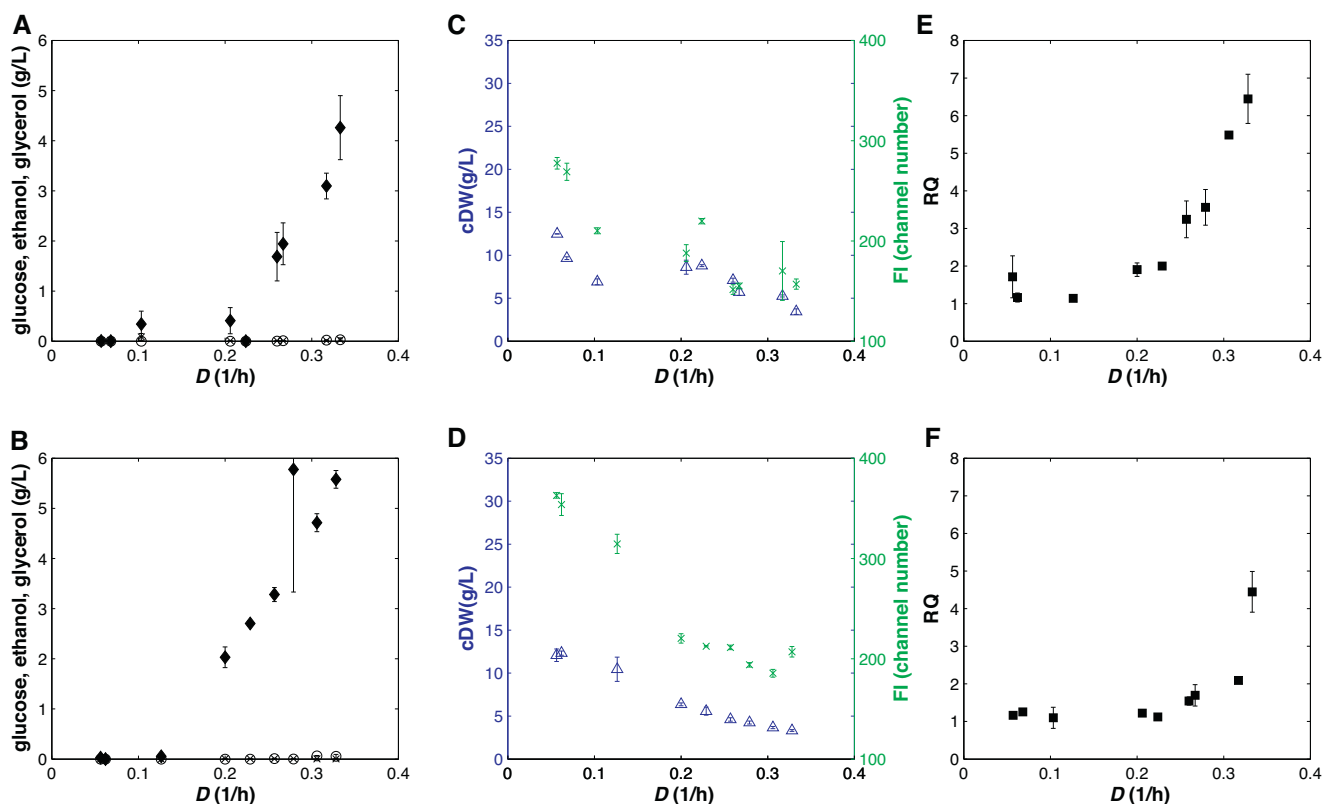 A
glucose, ethanol, glycerol (g/L)
6
5
4
3
2
1
0
0 0.1 0.2 0.3 0.4
D (1/h)
C
cDW(g/L)
35
30
25
20
15
10
5
0
0 0.1 0.2 0.3 0.4
D (1/h)
400
300
200
100
FI (channel number)
E
RQ
8
7
6
5
4
3
2
1
0
0 0.1 0.2 0.3 0.4
D (1/h)
B
glucose, ethanol, glycerol (g/L)
6
5
4
3
2
1
0
0 0.1 0.2 0.3 0.4
D (1/h)
D
cDW(g/L)
35
30
25
20
15
10
5
0
0 0.1 0.2 0.3 0.4
D (1/h)
400
300
200
100
FI (channel number)
F
RQ
8
7
6
5
4
3
2
1
0
0 0.1 0.2 0.3 0.4
D (1/h)